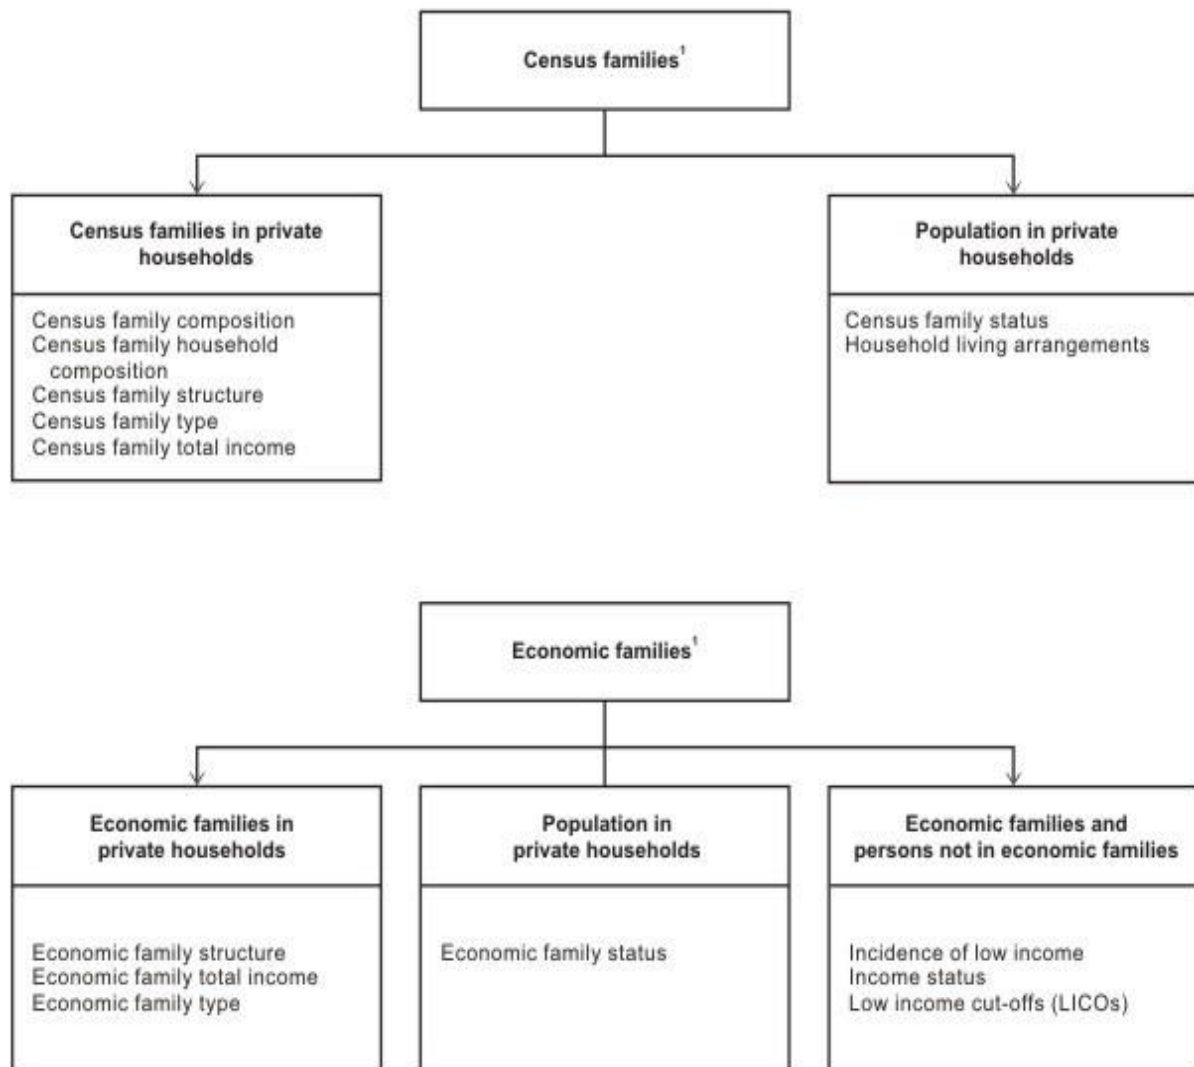 Census families¹
Census families in private
households
Census family composition
Census family household
composition
Census family structure
Census family type
Census family total income
Population in private
households
Census family status
Household living arrangements
Economic families¹
Economic families in
private households
Economic family structure
Economic family total income
Economic family type
Population in
private households
Economic family status
Economic families and
persons not in economic families
Incidence of low income
Income status
Low income cut-offs (LICOs)